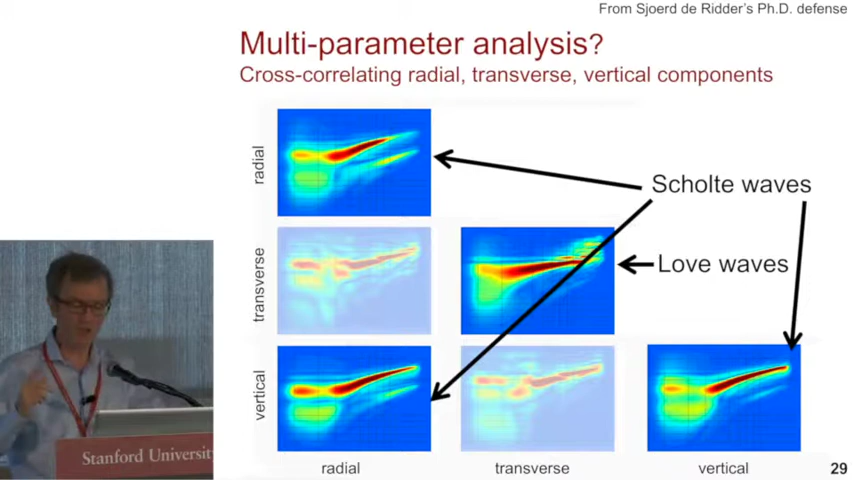 From Sjoerd de Ridder's Ph.D. defense
Multi-parameter analysis?
Cross-correlating radial, transverse, vertical components
radial
Scholte waves
transverse
Love waves
vertical
Stanford University
radial
transverse
vertical
29